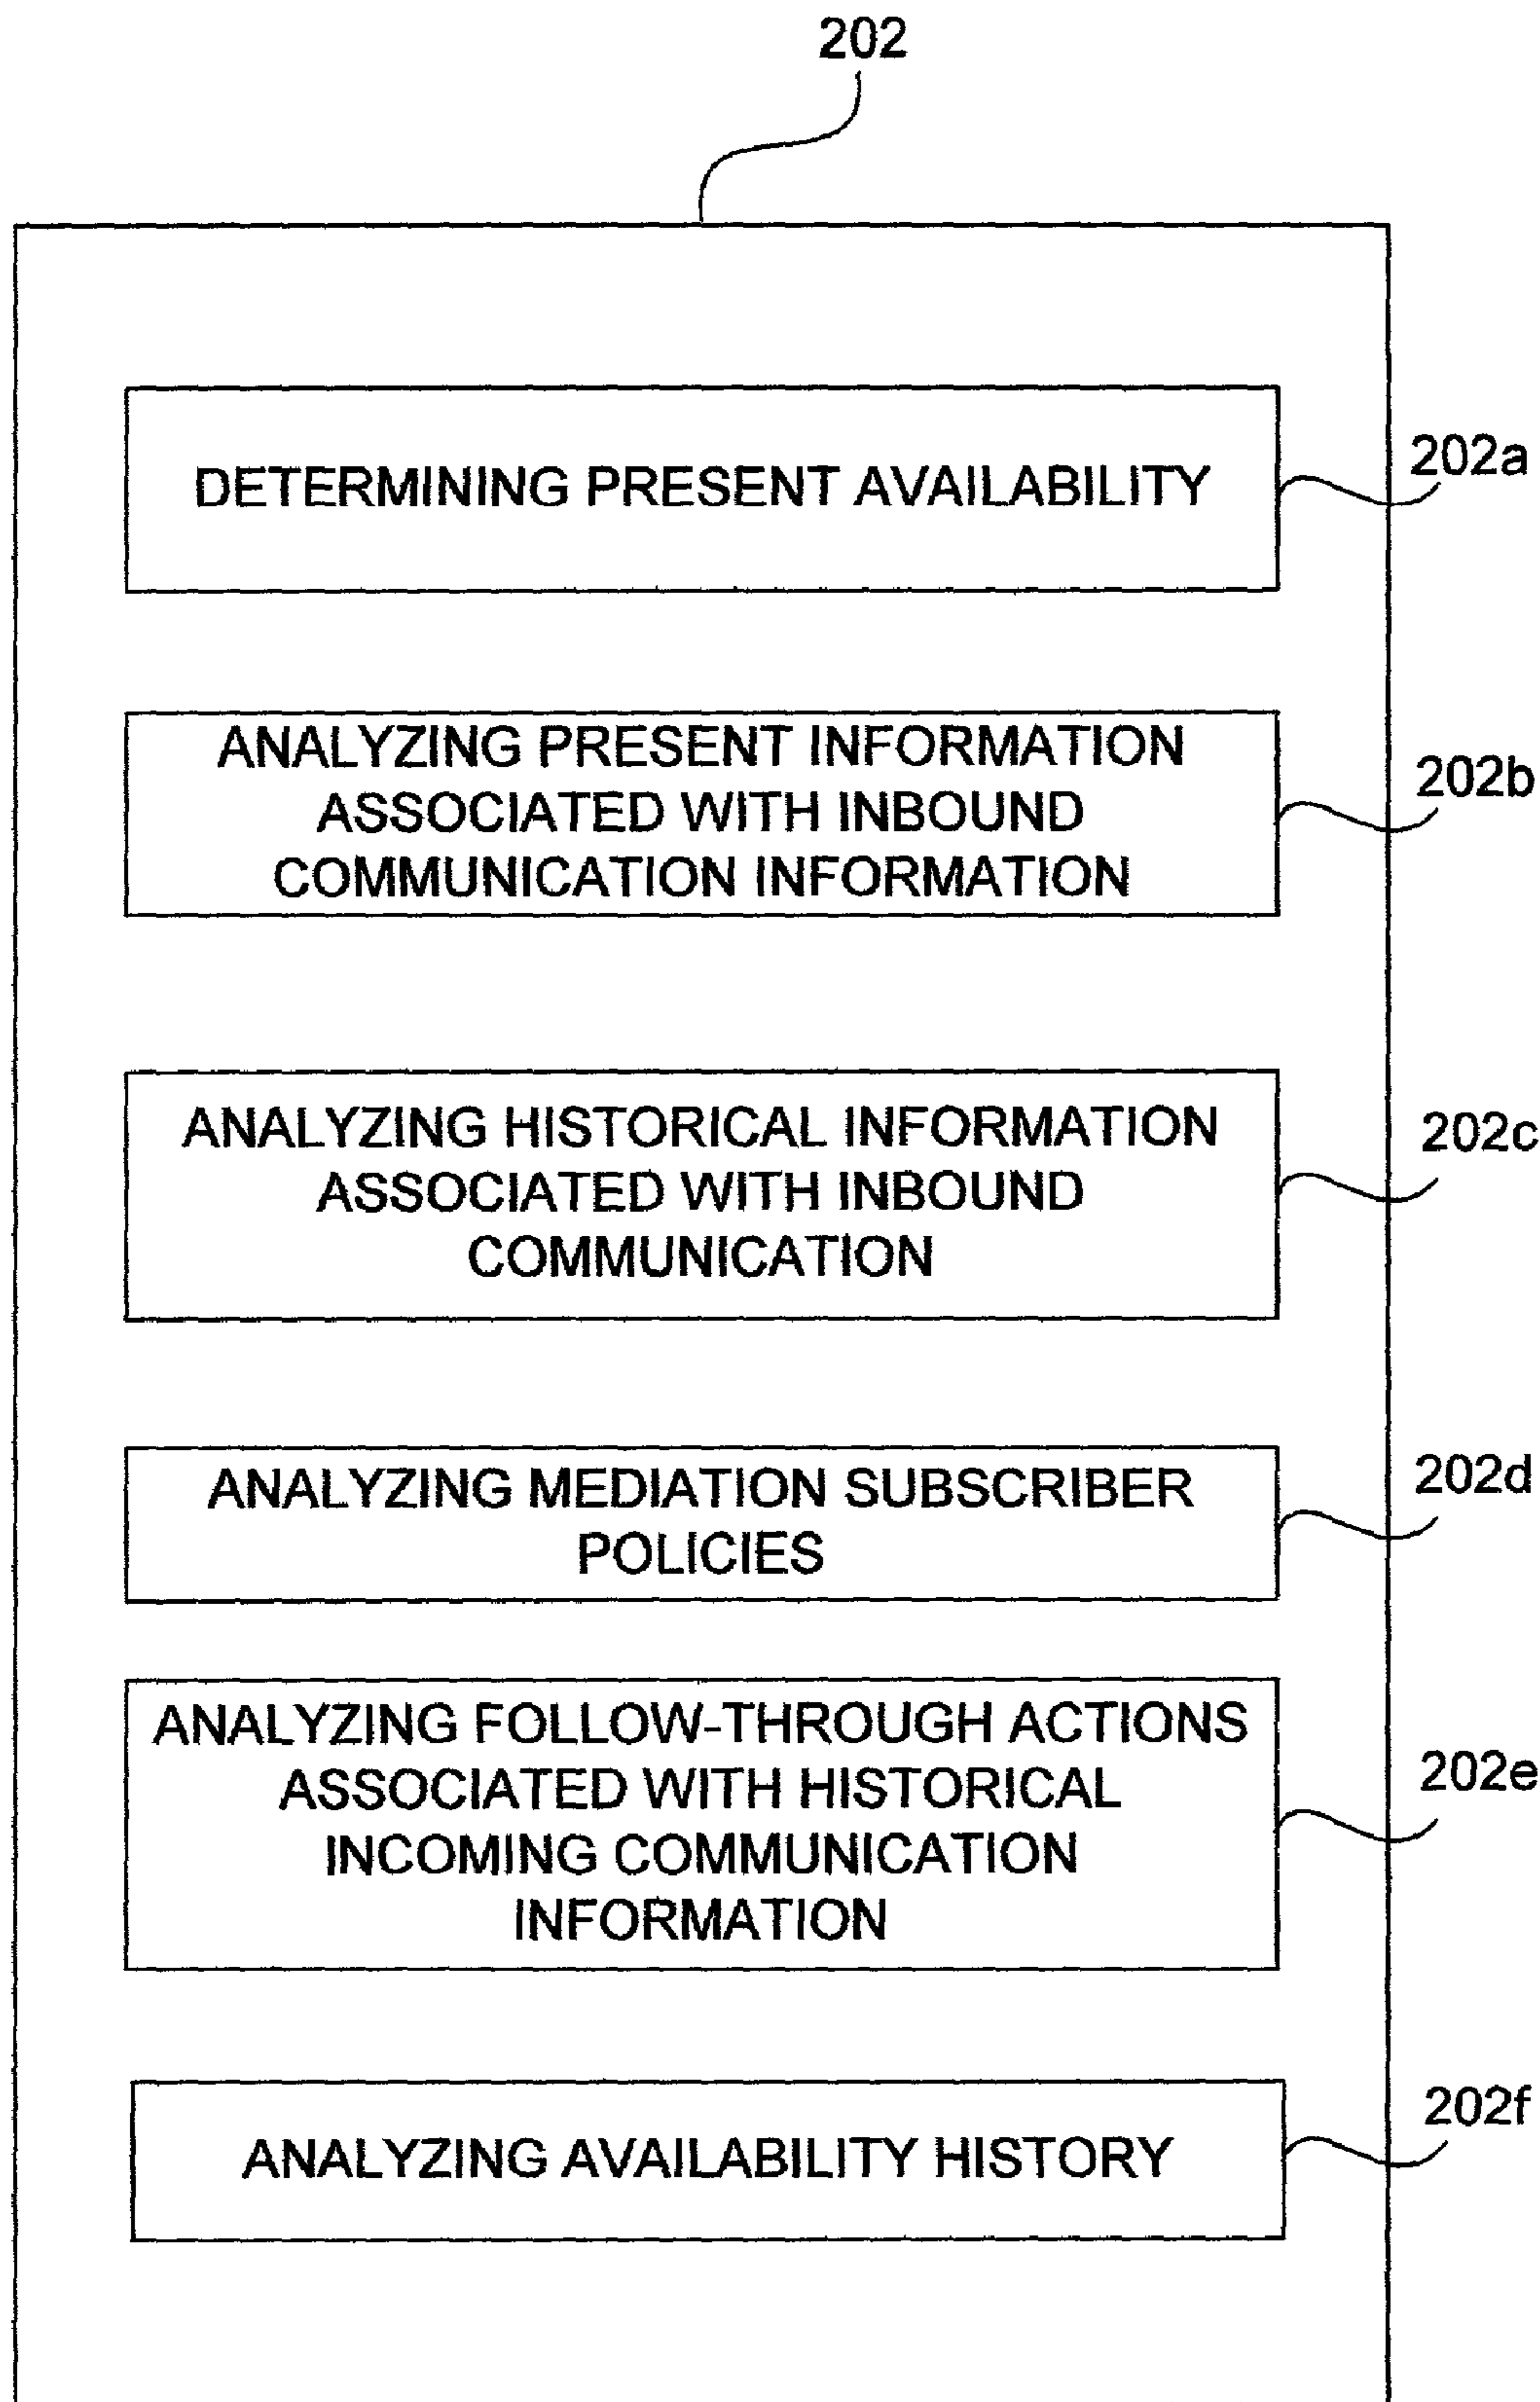 202
DETERMINING PRESENT AVAILABILITY
202a
ANALYZING PRESENT INFORMATION
ASSOCIATED WITH INBOUND
COMMUNICATION INFORMATION
202b
ANALYZING HISTORICAL INFORMATION
ASSOCIATED WITH INBOUND
COMMUNICATION
202c
ANALYZING MEDIATION SUBSCRIBER
POLICIES
202d
ANALYZING FOLLOW-THROUGH ACTIONS
ASSOCIATED WITH HISTORICAL
INCOMING COMMUNICATION
INFORMATION
202e
ANALYZING AVAILABILITY HISTORY
202f